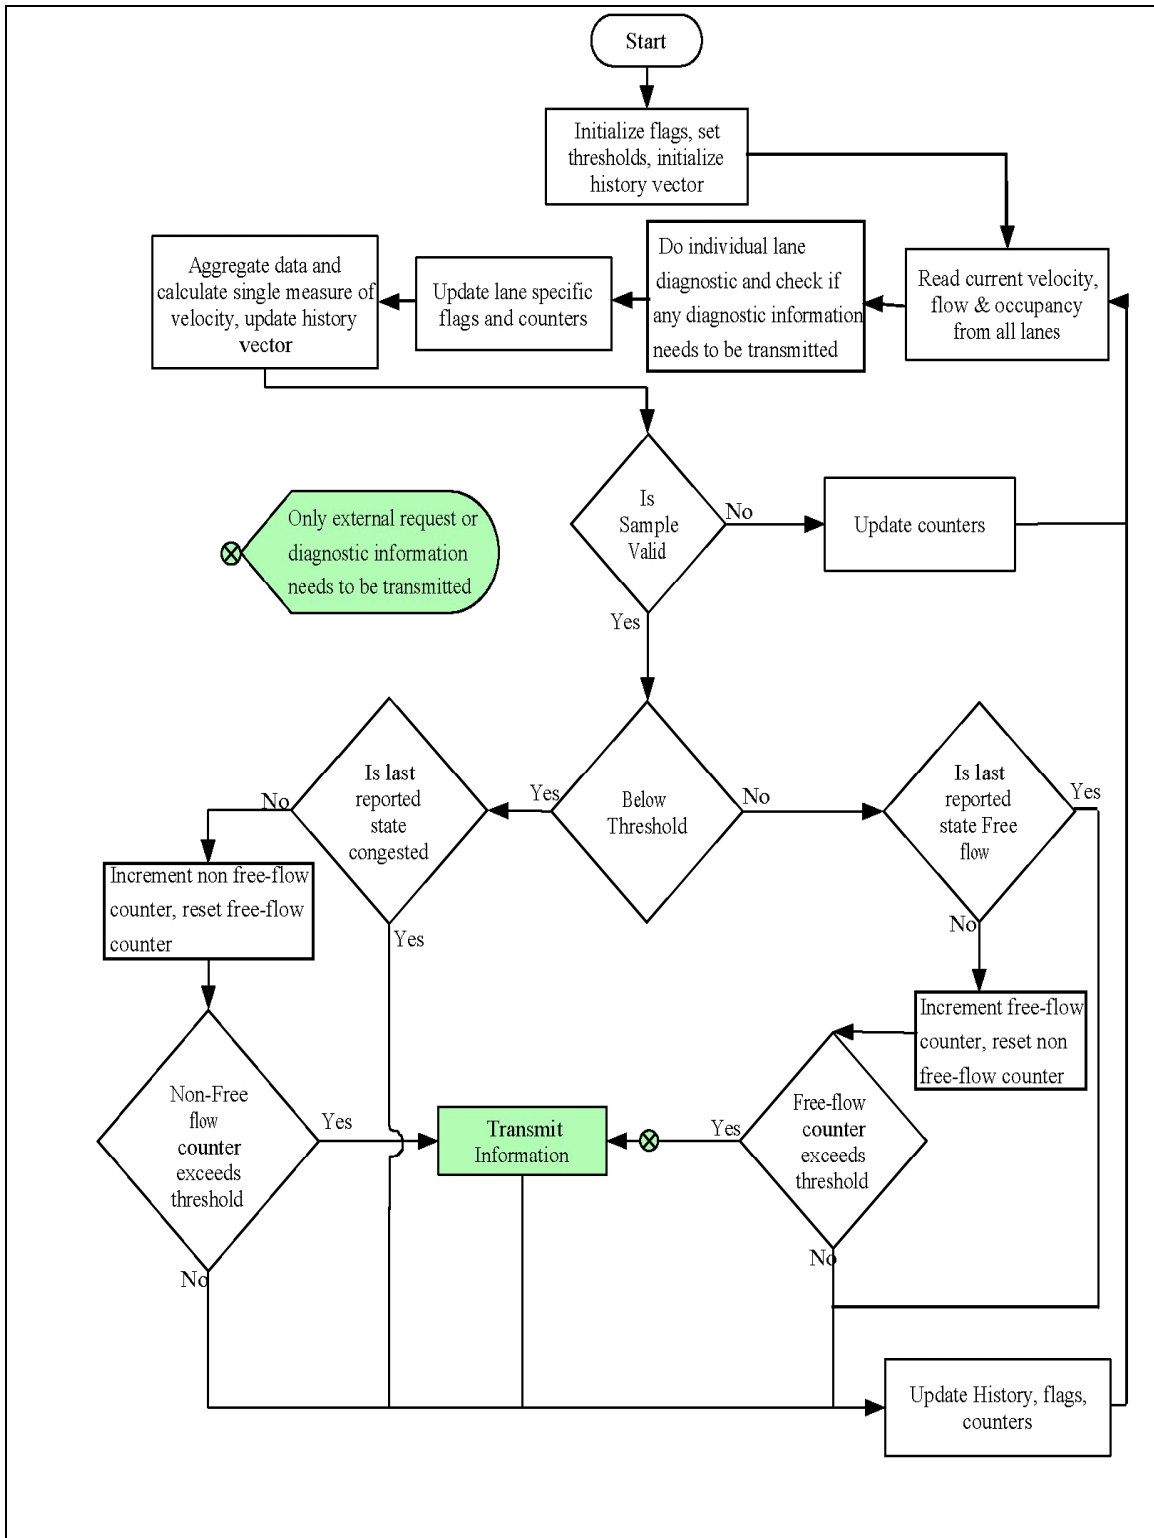 Start
Initialize flags, set
thresholds, initialize
history vector
Read current velocity,
flow & occupancy
from all lanes
Do individual lane
diagnostic and check if
any diagnostic information
needs to be transmitted
Update lane specific
flags and counters
Aggregate data and
calculate single measure of
velocity, update history
vector
Is
Sample
Valid
No
Update counters
Yes
Only external request or
diagnostic information
needs to be transmitted
Below
Threshold
Yes
No
Is last
reported
state
congested
No
Yes
Is last
reported
state Free
flow
Yes
No
Increment non free-flow
counter, reset free-flow
counter
Increment free-flow
counter, reset non
free-flow counter
Non-Free
flow
counter
exceeds
threshold
Yes
No
Transmit
Information
Free-flow
counter
exceeds
threshold
Yes
No
Update History, flags,
counters